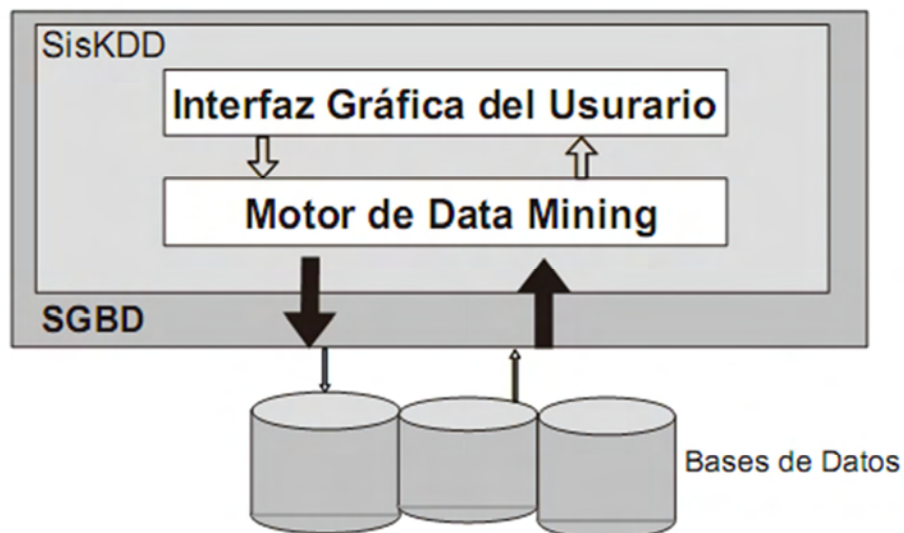 SisKDD
Interfaz Gráfica del Usurario
Motor de Data Mining
SGBD
Bases de Datos